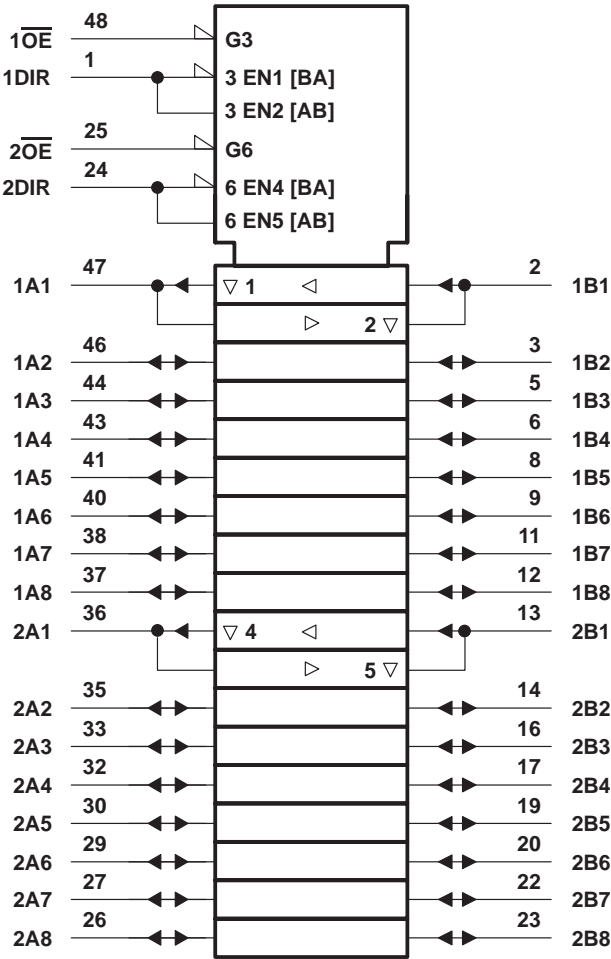 1OE 48 G3
1DIR 1 3 EN1 [BA]
3 EN2 [AB]
2OE 25 G6
2DIR 24 6 EN4 [BA]
6 EN5 [AB]
1A1 47 ▽ 1 ◁ 2 1B1
▷ 2 ▽
1A2 46 3 1B2
1A3 44 5 1B3
1A4 43 6 1B4
1A5 41 8 1B5
1A6 40 9 1B6
1A7 38 11 1B7
1A8 37 12 1B8
2A1 36 ▽ 4 ◁ 13 2B1
▷ 5 ▽
2A2 35 14 2B2
2A3 33 16 2B3
2A4 32 17 2B4
2A5 30 19 2B5
2A6 29 20 2B6
2A7 27 22 2B7
2A8 26 23 2B8